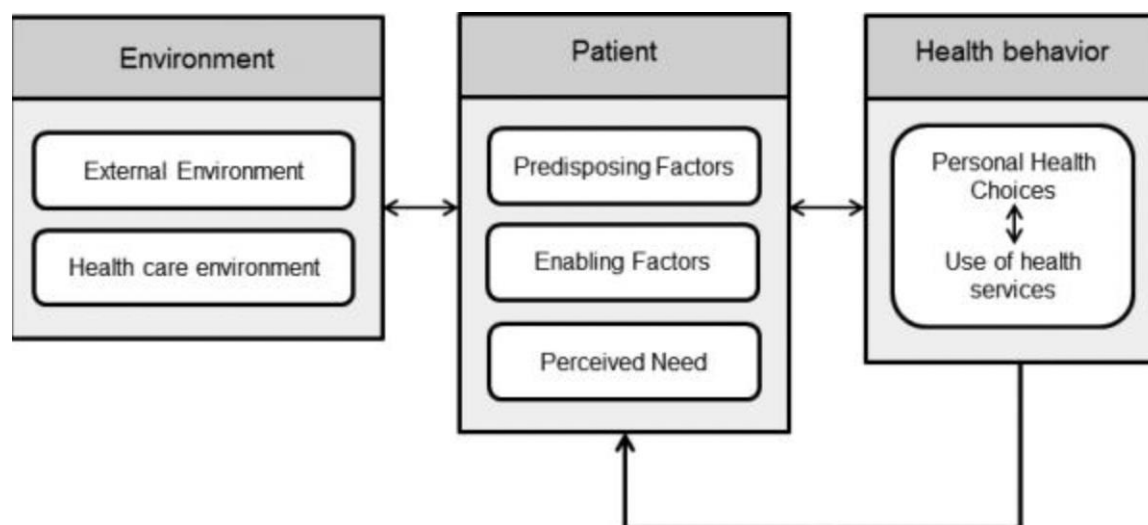 Environment
External Environment
Health care environment
Patient
Predisposing Factors
Enabling Factors
Perceived Need
Health behavior
Personal Health
Choices
Use of health
services